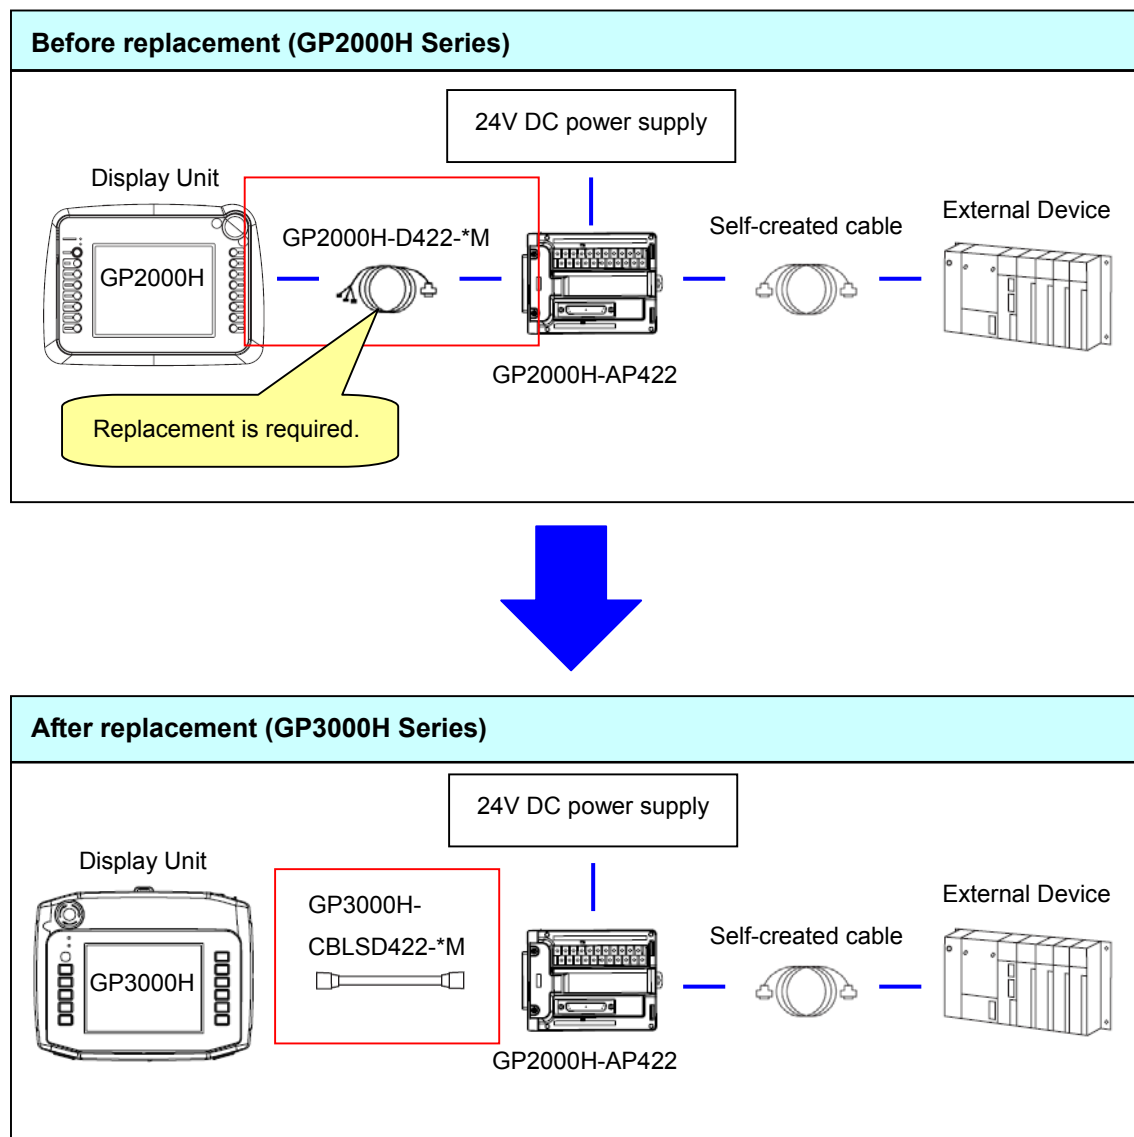 Before replacement (GP2000H Series)
24V DC power supply
Display Unit
GP2000H
GP2000H-D422-*M
Self-created cable
External Device
GP2000H-AP422
Replacement is required.
After replacement (GP3000H Series)
24V DC power supply
Display Unit
GP3000H
GP3000H-
CBLSD422-*M
Self-created cable
External Device
GP2000H-AP422